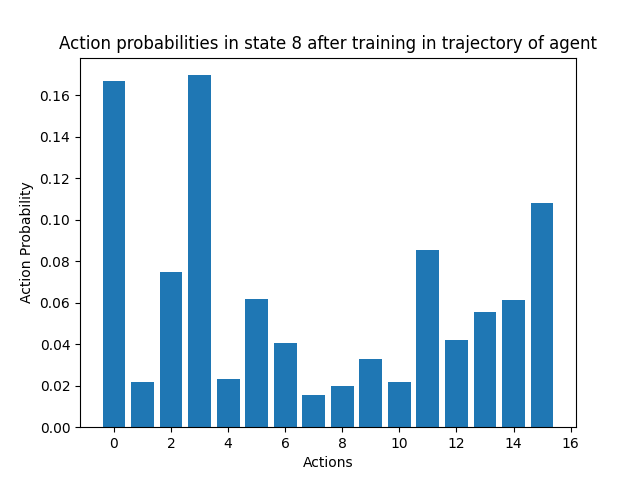 Action probabilities in state 8 after training in trajectory of agent
0.16
0.14
0.12
0.10
0.08
0.06
0.04
0.02
0.00
Action Probability
0 2 4 6 8 10 12 14 16
Actions